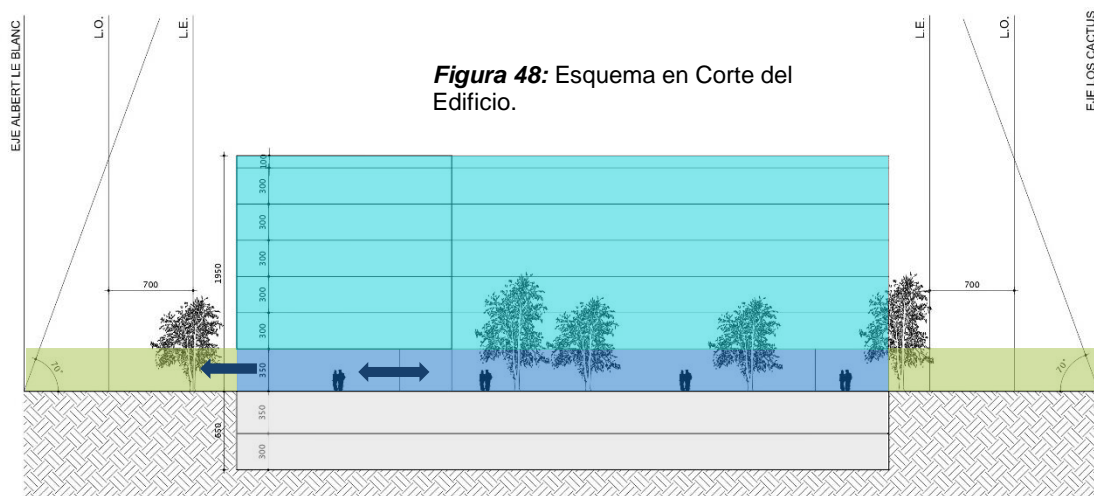 EJE ALBERT LE BLANC
L.O.
L.E.
L.E.
L.O.
EJE LOS CACTUS
Figura 48: Esquema en Corte del
Edificio.
100
300
300
300
300
300
1950
700
700
350
70°
70°
350
650
300